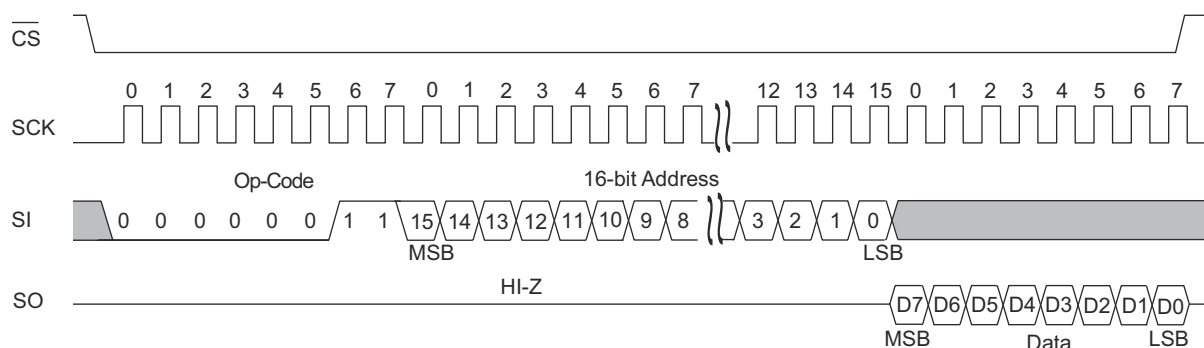 CS
0 1 2 3 4 5 6 7 0 1 2 3 4 5 6 7 12 13 14 15 0 1 2 3 4 5 6 7
SCK
Op-Code 16-bit Address
SI 0 0 0 0 0 0 1 1 15 14 13 12 11 10 9 8 3 2 1 0
MSB LSB
HI-Z
SO D7 D6 D5 D4 D3 D2 D1 D0
MSB Data LSB